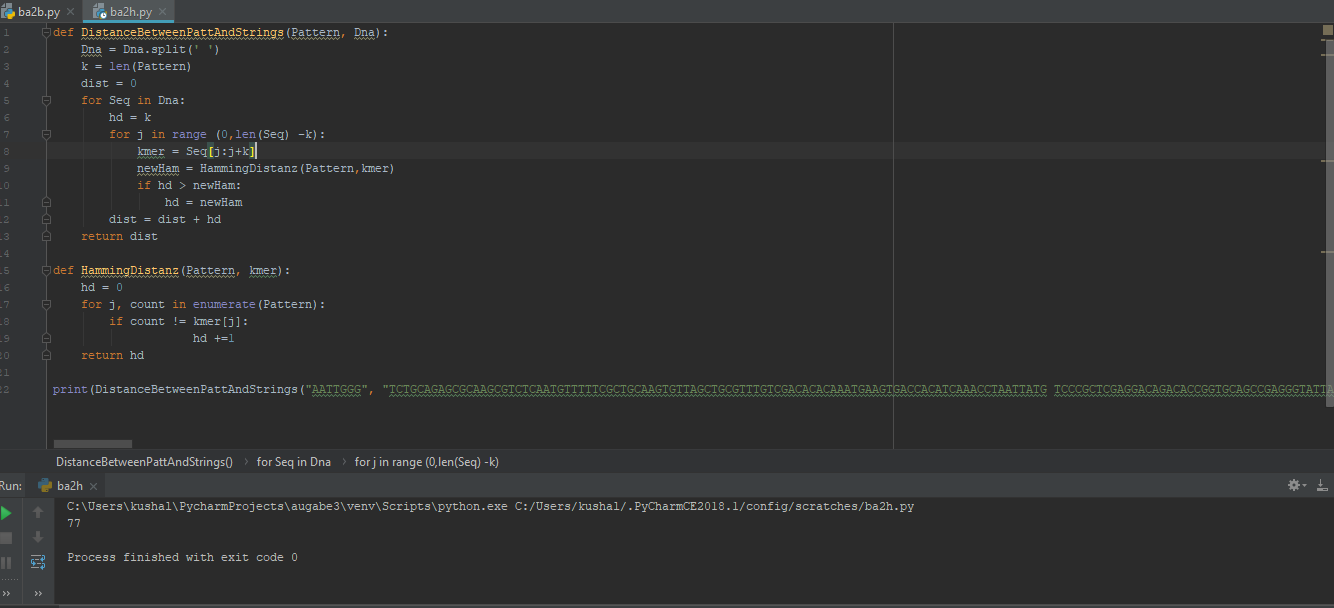 ba2b.py × ba2h.py ×
1 def DistanceBetweenPattAndStrings(Pattern, Dna):
2 Dna = Dna.split(' ')
3 k = len(Pattern)
4 dist = 0
5 for Seq in Dna:
6 hd = k
7 for j in range (0,len(Seq) -k):
8 kmer = Seq[j:j+k]
9 newHam = HammingDistanz(Pattern,kmer)
10 if hd > newHam:
11 hd = newHam
12 dist = dist + hd
13 return dist
14
15 def HammingDistanz(Pattern, kmer):
16 hd = 0
17 for j, count in enumerate(Pattern):
18 if count != kmer[j]:
19 hd +=1
20 return hd
21
22 print(DistanceBetweenPattAndStrings("AATTGGG", "TCTGCAGAGCGCAAGCGTCTCAATGTTTTTCGCTGCAAGTGTTAGCTGCGTTTGTCGACACACAAATGAAGTGACCACATCAAACCTAATTATG TCCCGCTCGAGGACAGACACCGGTGCAGCCGAGGGTATTA
DistanceBetweenPattAndStrings() › for Seq in Dna › for j in range (0,len(Seq) -k)
Run: ba2h ×
C:\Users\kushal\PycharmProjects\augabe3\venv\Scripts\python.exe C:/Users/kushal/.PyCharmCE2018.1/config/scratches/ba2h.py
77
Process finished with exit code 0